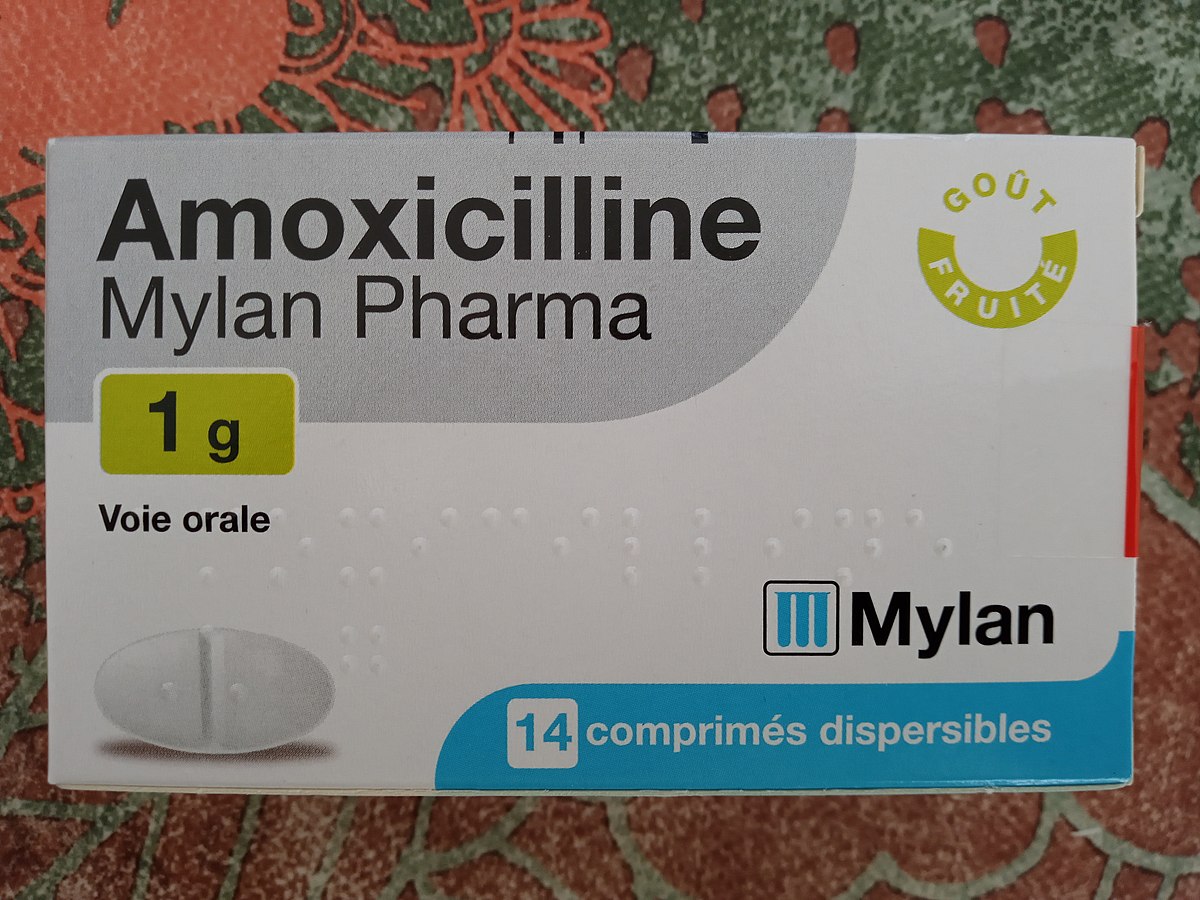 Amoxicilline
Mylan Pharma
GOÛT
FRUITÉ
1 g
Voie orale
Mylan
14 comprimés dispersibles